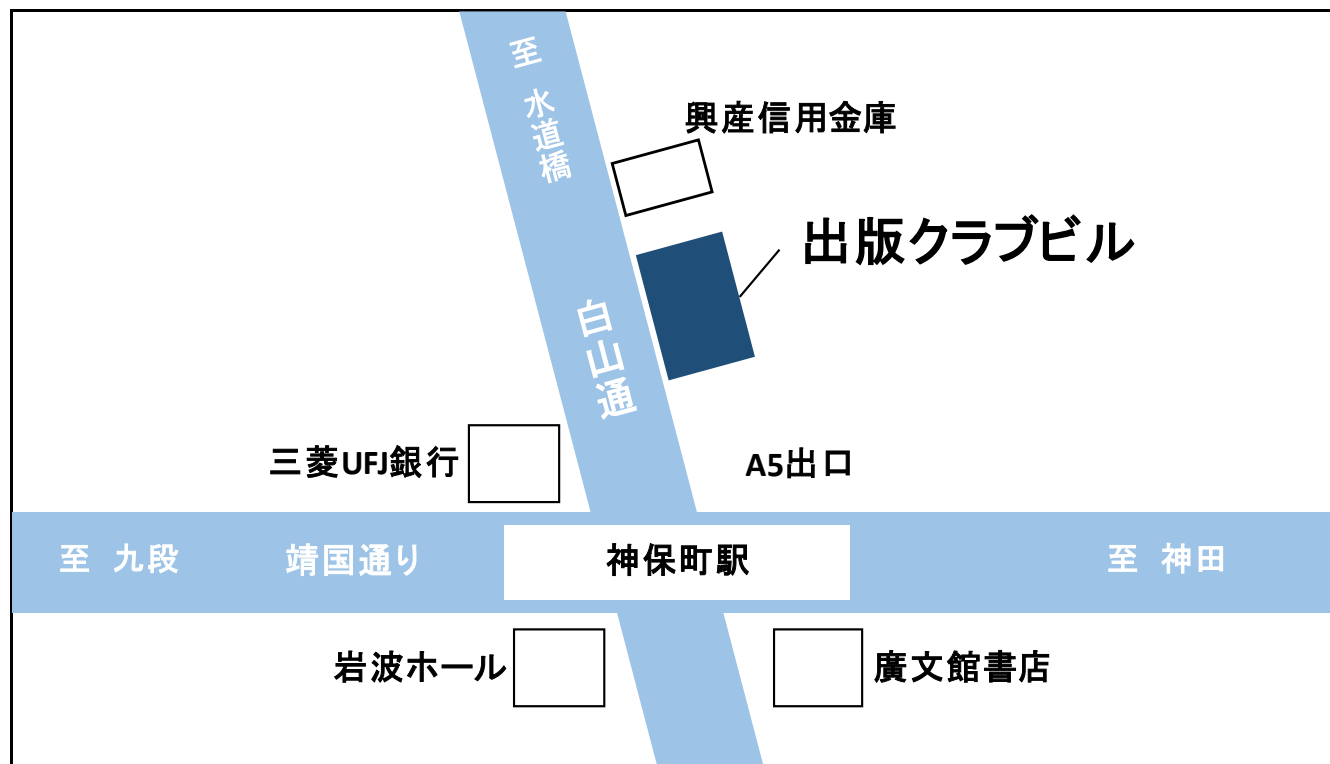 至 水道橋
興産信用金庫
出版クラブビル
白山通
三菱UFJ銀行
A5出口
至 九段
靖国通り
神保町駅
至 神田
岩波ホール
廣文館書店